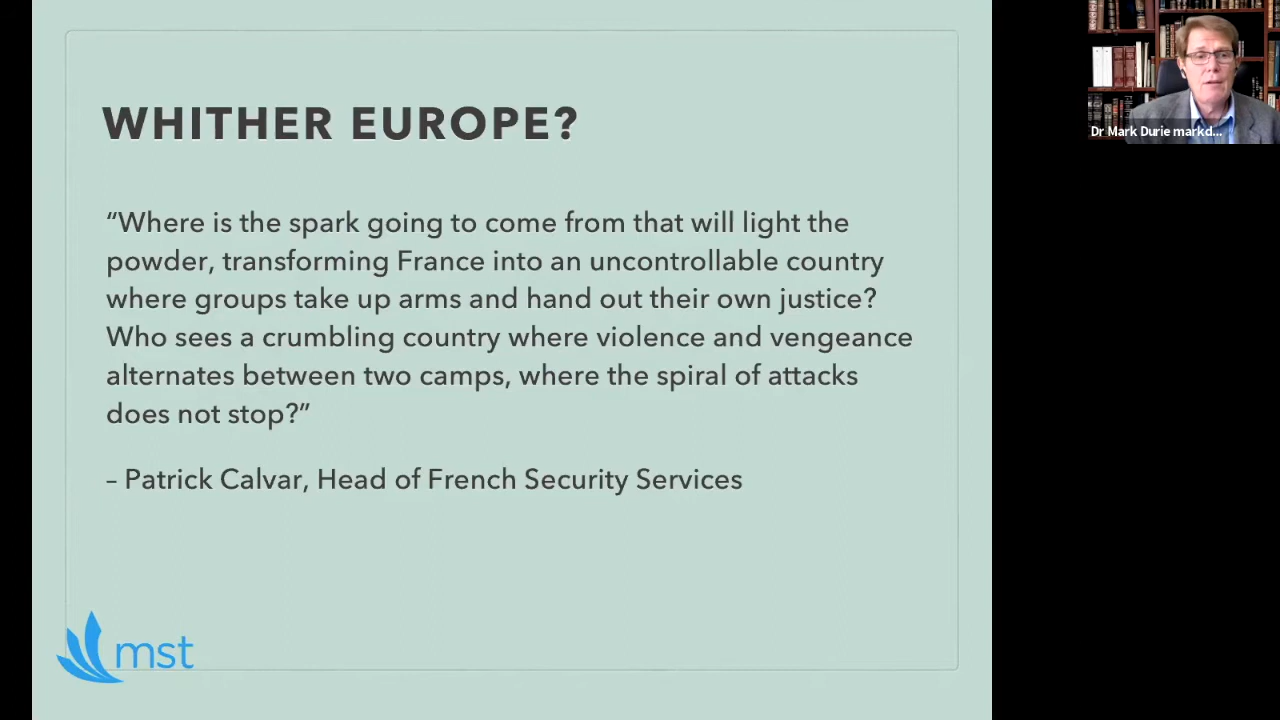 WHITHER EUROPE?
“Where is the spark going to come from that will light the
powder, transforming France into an uncontrollable country
where groups take up arms and hand out their own justice?
Who sees a crumbling country where violence and vengeance
alternates between two camps, where the spiral of attacks
does not stop?”
– Patrick Calvar, Head of French Security Services
mst
Dr Mark Durie markd...